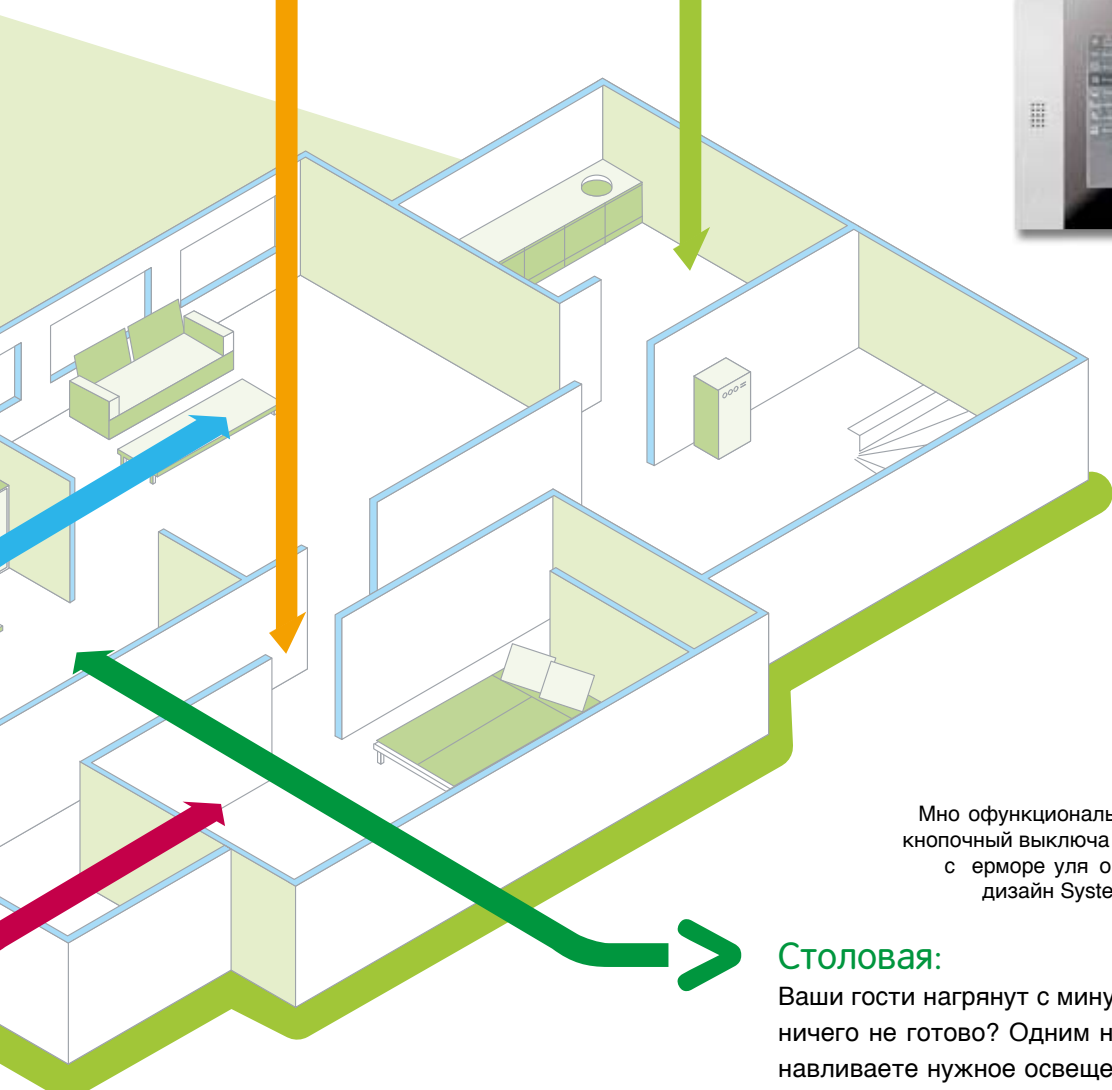 Мно офункциональ
кнопочный выключа
с ерморе уля о
дизайн Syste
Столовая:
Ваши гости нагрянут с мину
ничего не готово? Одним н
навливаете нужное освеще